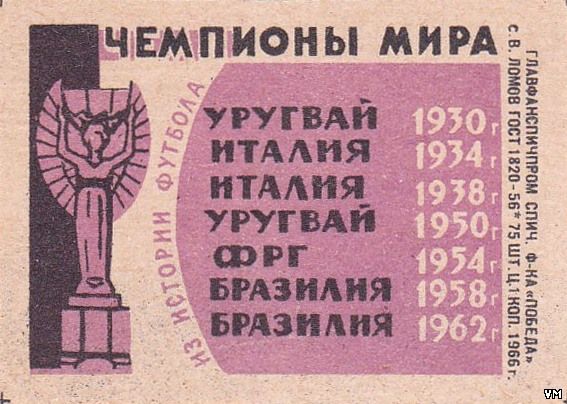 ЧЕМПИОНЫ МИРА
ИЗ ИСТОРИИ ФУТБОЛА
УРУГВАЙ 1930 г
ИТАЛИЯ 1934 г
ИТАЛИЯ 1938 г
УРУГВАЙ 1950 г
ФРГ 1954 г
БРАЗИЛИЯ 1958 г
БРАЗИЛИЯ 1962 г
ГЛАВФАНСПИЧПРОМ СПИЧ. Ф-КА «ПОБЕДА»
С. В. ЛОМОВ ГОСТ 1820-56* 75 ШТ. Ц. 1 КОП. 1966 г.
VM